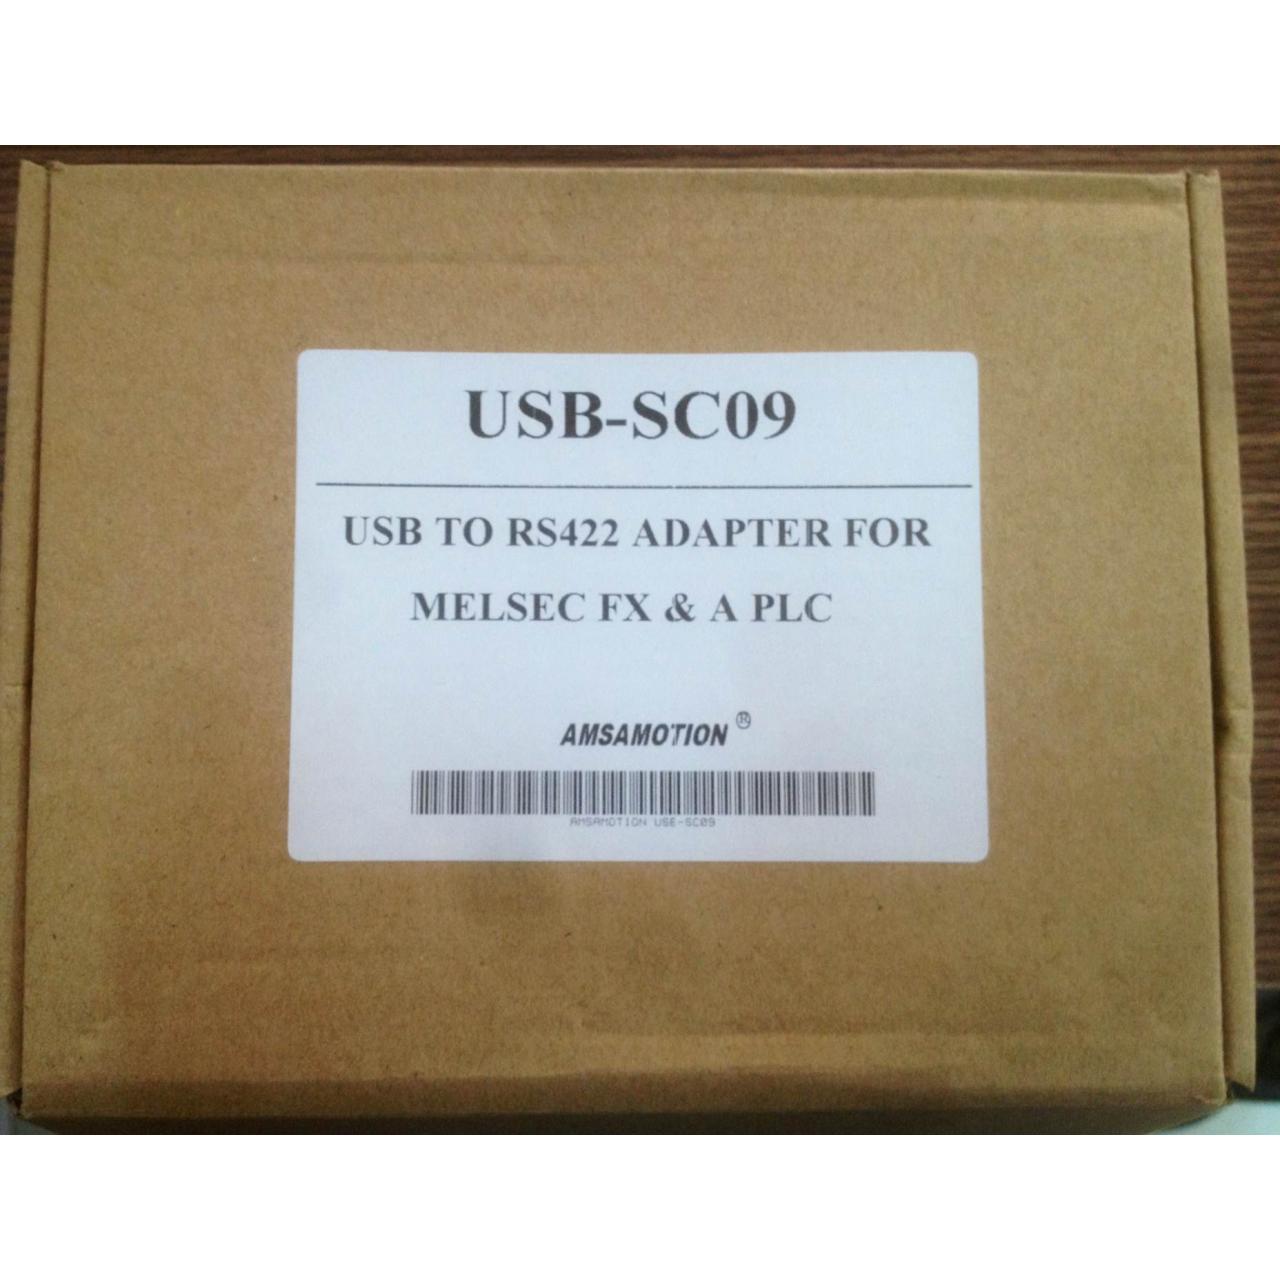 USB-SC09
USB TO RS422 ADAPTER FOR
MELSEC FX & A PLC
AMSAMOTION ®
AMSAMOTION USB-SC09